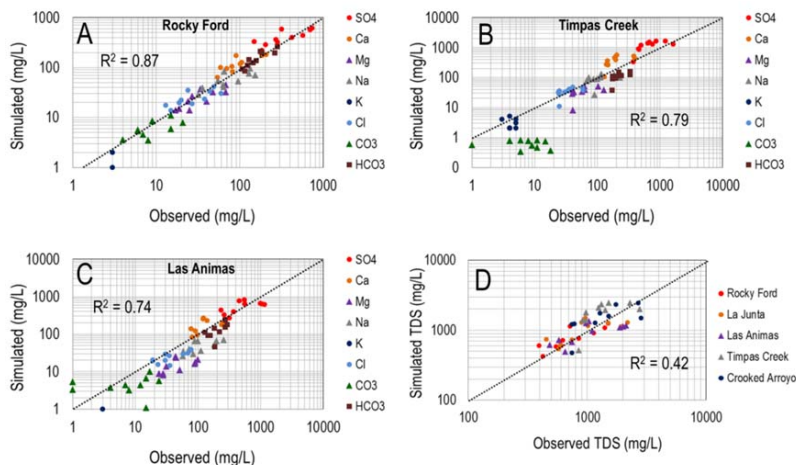 A
Rocky Ford
R² = 0.87
Simulated (mg/L)
1000
100
10
1
1 10 100 1000
Observed (mg/L)
SO4
Ca
Mg
Na
K
Cl
CO3
HCO3
B
Timpas Creek
R² = 0.79
Simulated (mg/L)
10000
1000
100
10
1
0
1 10 100 1000 10000
Observed (mg/L)
SO4
Ca
Mg
Na
K
Cl
CO3
HCO3
C
Las Animas
R² = 0.74
Simulated (mg/L)
10000
1000
100
10
1
1 10 100 1000 10000
Observed (mg/L)
SO4
Ca
Mg
Na
K
Cl
CO3
HCO3
D
R² = 0.42
Simulated TDS (mg/L)
10000
1000
100
100 1000 10000
Observed TDS (mg/L)
Rocky Ford
La Junta
Las Animas
Timpas Creek
Crooked Arroyo